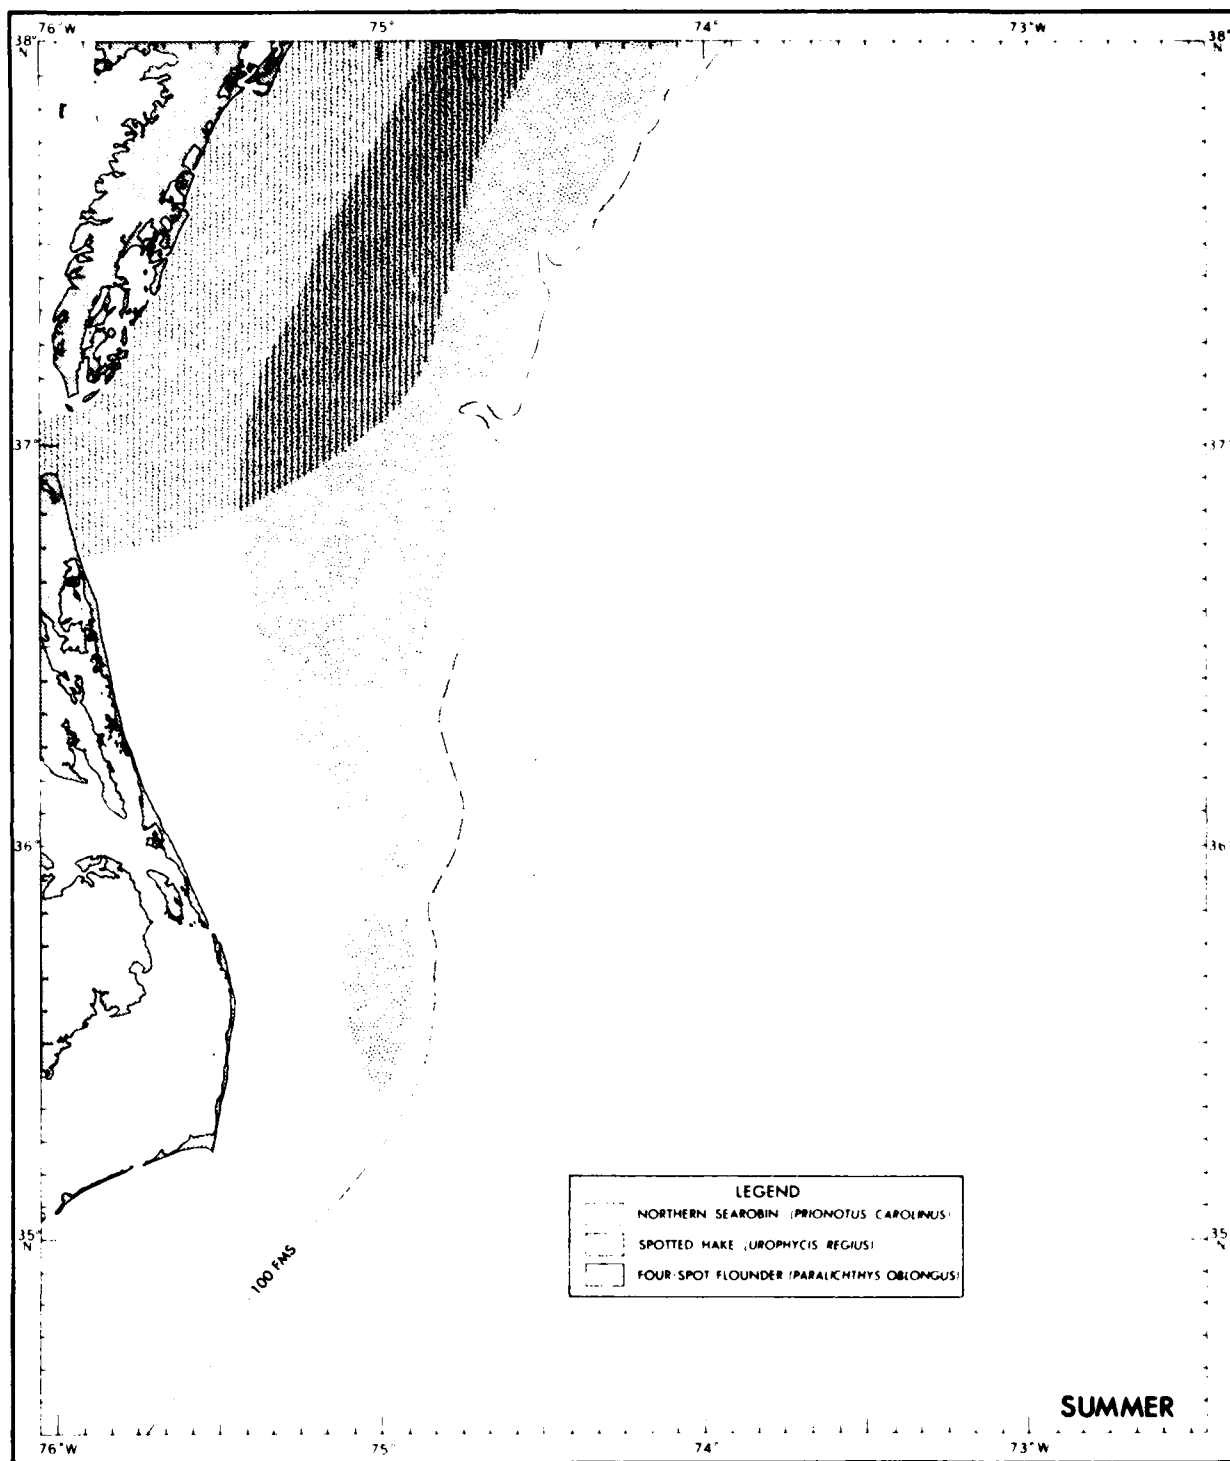 76°W 75° 74° 73°W
38° N 38° N
37° 37°
36° 36°
35° N 35° N
100 FMS
LEGEND
NORTHERN SEAROBIN (PRIONOTUS CAROLINUS)
SPOTTED HAKE (UROPHYCIS REGIUS)
FOUR-SPOT FLOUNDER (PARALICHTHYS OBLONGUS)
SUMMER
76°W 75° 74° 73°W